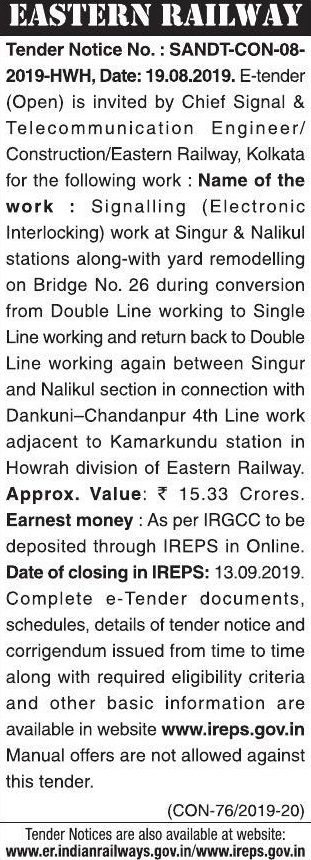 EASTERN RAILWAY
Tender Notice No. : SANDT-CON-08-
2019-HWH, Date: 19.08.2019. E-tender
(Open) is invited by Chief Signal &
Telecommunication Engineer/
Construction/Eastern Railway, Kolkata
for the following work : Name of the
work : Signalling (Electronic
Interlocking) work at Singur & Nalikul
stations along-with yard remodelling
on Bridge No. 26 during conversion
from Double Line working to Single
Line working and return back to Double
Line working again between Singur
and Nalikul section in connection with
Dankuni–Chandanpur 4th Line work
adjacent to Kamarkundu station in
Howrah division of Eastern Railway.
Approx. Value: ₹ 15.33 Crores.
Earnest money : As per IRGCC to be
deposited through IREPS in Online.
Date of closing in IREPS: 13.09.2019.
Complete e-Tender documents,
schedules, details of tender notice and
corrigendum issued from time to time
along with required eligibility criteria
and other basic information are
available in website www.ireps.gov.in
Manual offers are not allowed against
this tender.
(CON-76/2019-20)
Tender Notices are also available at website:
www.er.indianrailways.gov.in/www.ireps.gov.in